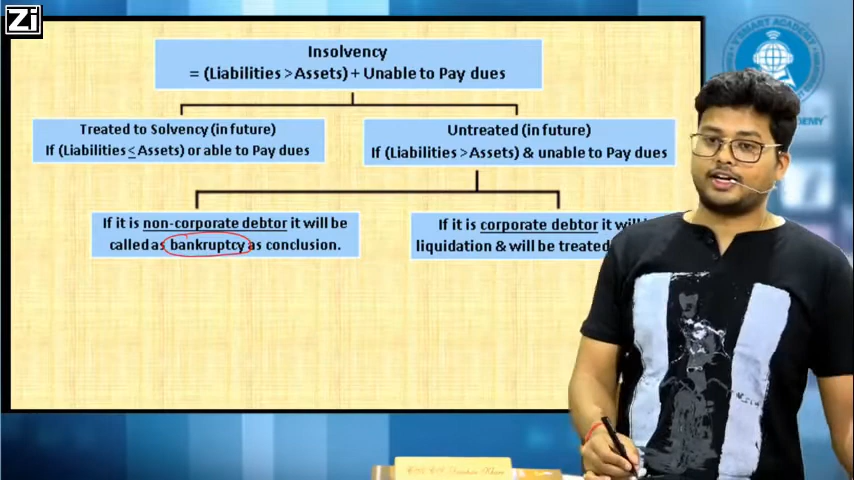 Zi
Insolvency
= (Liabilities > Assets) + Unable to Pay dues
Treated to Solvency (in future)
If (Liabilities ≤ Assets) or able to Pay dues
Untreated (in future)
If (Liabilities > Assets) & unable to Pay dues
If it is non-corporate debtor it will be
called as bankruptcy as conclusion.
If it is corporate debtor it will
liquidation & will be treated
SMART ACADEMY